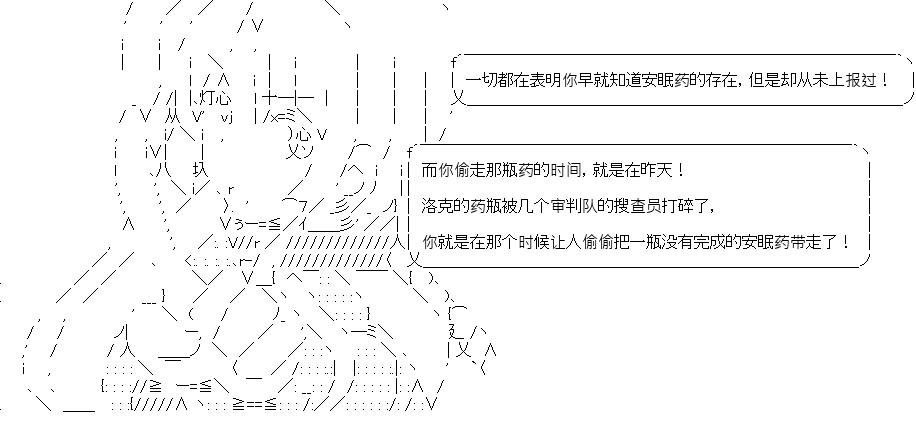 一切都在表明你早就知道安眠药的存在，但是却从未上报过！
而你偷走那瓶药的时间，就是在昨天！
洛克的药瓶被几个审判队的搜查员打碎了，
你就是在那个时候让人偷偷把一瓶没有完成的安眠药带走了！